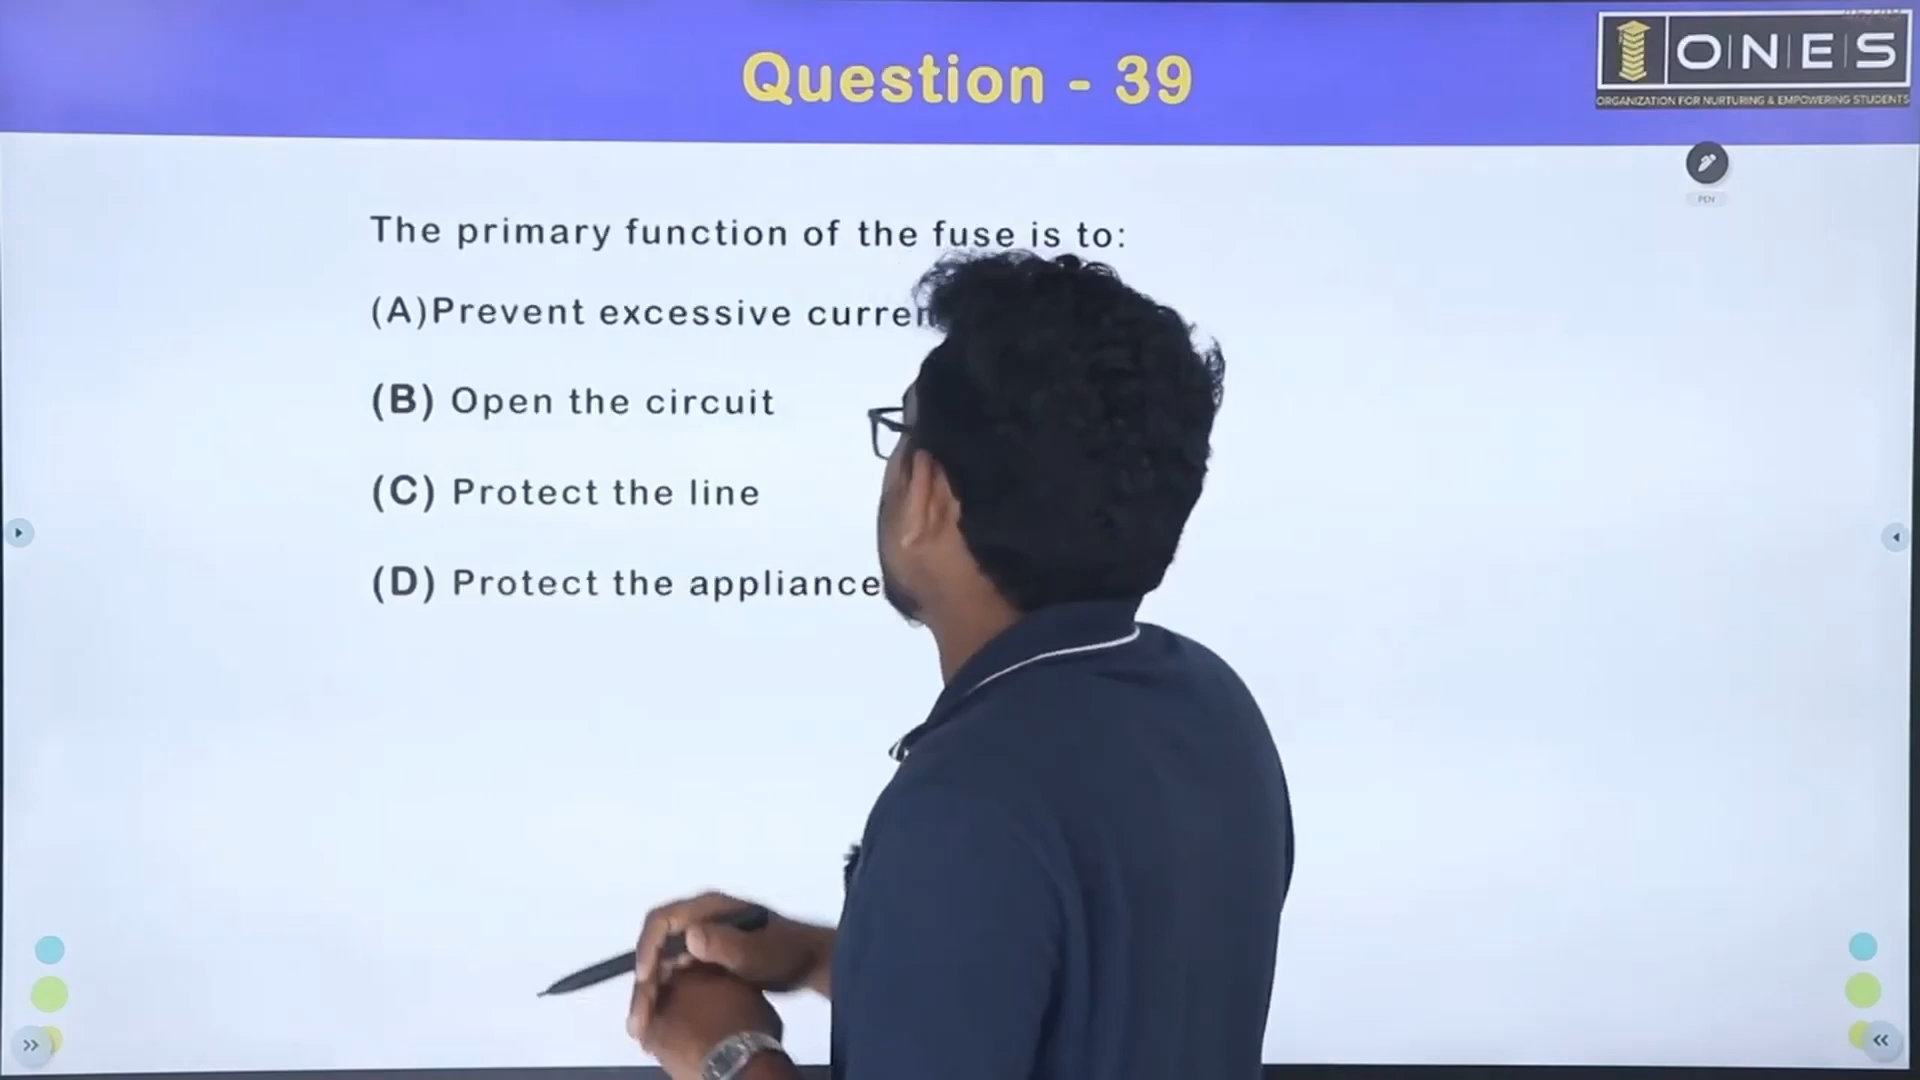 Question - 39
ONES
ORGANIZATION FOR NURTURING & EMPOWERING STUDENTS
PEN
The primary function of the fuse is to:
(A)Prevent excessive
(B) Open the circuit
(C) Protect the line
(D) Protect the appliance